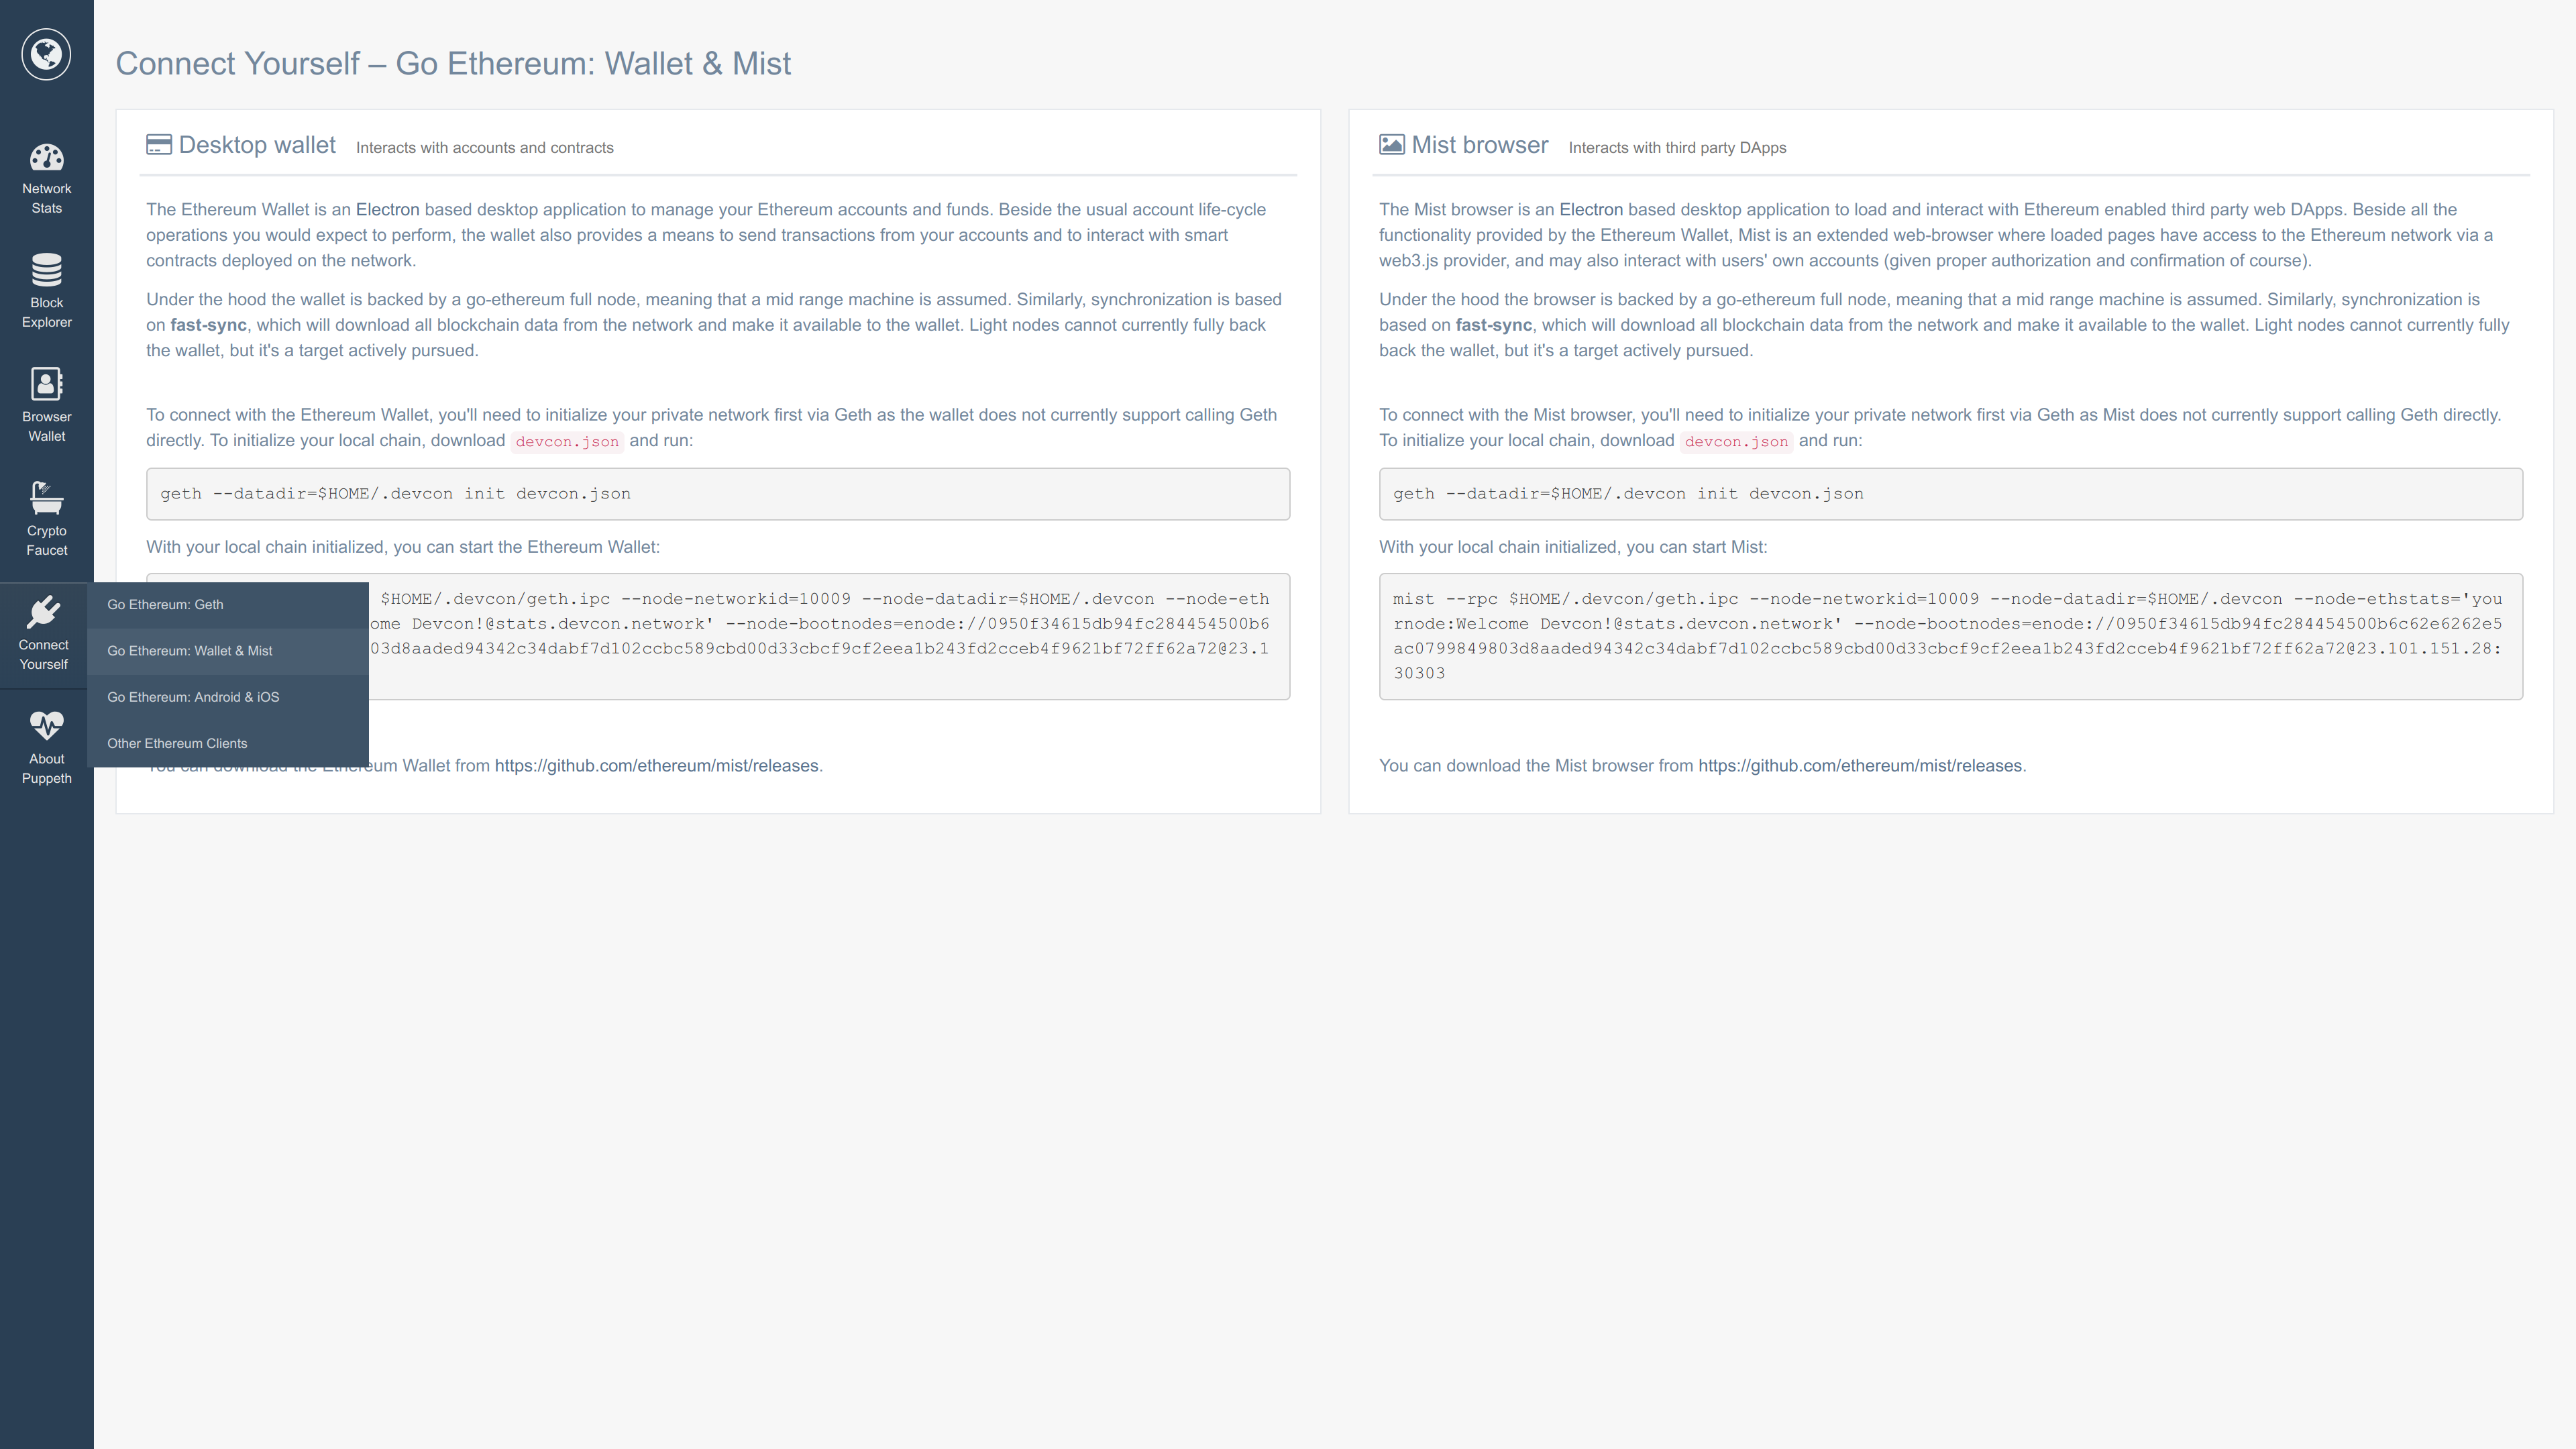 Network
Stats
Block
Explorer
Browser
Wallet
Crypto
Faucet
Connect
Yourself
About
Puppeth
Go Ethereum: Geth
Go Ethereum: Wallet & Mist
Go Ethereum: Android & iOS
Other Ethereum Clients
Connect Yourself – Go Ethereum: Wallet & Mist
Desktop wallet Interacts with accounts and contracts
The Ethereum Wallet is an Electron based desktop application to manage your Ethereum accounts and funds. Beside the usual account life-cycle
operations you would expect to perform, the wallet also provides a means to send transactions from your accounts and to interact with smart
contracts deployed on the network.
Under the hood the wallet is backed by a go-ethereum full node, meaning that a mid range machine is assumed. Similarly, synchronization is based
on fast-sync, which will download all blockchain data from the network and make it available to the wallet. Light nodes cannot currently fully back
the wallet, but it's a target actively pursued.
To connect with the Ethereum Wallet, you'll need to initialize your private network first via Geth as the wallet does not currently support calling Geth
directly. To initialize your local chain, download devcon.json and run:
geth --datadir=$HOME/.devcon init devcon.json
With your local chain initialized, you can start the Ethereum Wallet:
$HOME/.devcon/geth.ipc --node-networkid=10009 --node-datadir=$HOME/.devcon --node-eth
ome Devcon!@stats.devcon.network' --node-bootnodes=enode://0950f34615db94fc284454500b6
03d8aaded94342c34dabf7d102ccbc589cbd00d33cbcf9cf2eea1b243fd2cceb4f9621bf72ff62a72@23.1
You can download the Ethereum Wallet from https://github.com/ethereum/mist/releases.
Mist browser Interacts with third party DApps
The Mist browser is an Electron based desktop application to load and interact with Ethereum enabled third party web DApps. Beside all the
functionality provided by the Ethereum Wallet, Mist is an extended web-browser where loaded pages have access to the Ethereum network via a
web3.js provider, and may also interact with users' own accounts (given proper authorization and confirmation of course).
Under the hood the browser is backed by a go-ethereum full node, meaning that a mid range machine is assumed. Similarly, synchronization is
based on fast-sync, which will download all blockchain data from the network and make it available to the wallet. Light nodes cannot currently fully
back the wallet, but it's a target actively pursued.
To connect with the Mist browser, you'll need to initialize your private network first via Geth as Mist does not currently support calling Geth directly.
To initialize your local chain, download devcon.json and run:
geth --datadir=$HOME/.devcon init devcon.json
With your local chain initialized, you can start Mist:
mist --rpc $HOME/.devcon/geth.ipc --node-networkid=10009 --node-datadir=$HOME/.devcon --node-ethstats='you
rnode:Welcome Devcon!@stats.devcon.network' --node-bootnodes=enode://0950f34615db94fc284454500b6c62e6262e5
ac0799849803d8aaded94342c34dabf7d102ccbc589cbd00d33cbcf9cf2eea1b243fd2cceb4f9621bf72ff62a72@23.101.151.28:
30303
You can download the Mist browser from https://github.com/ethereum/mist/releases.